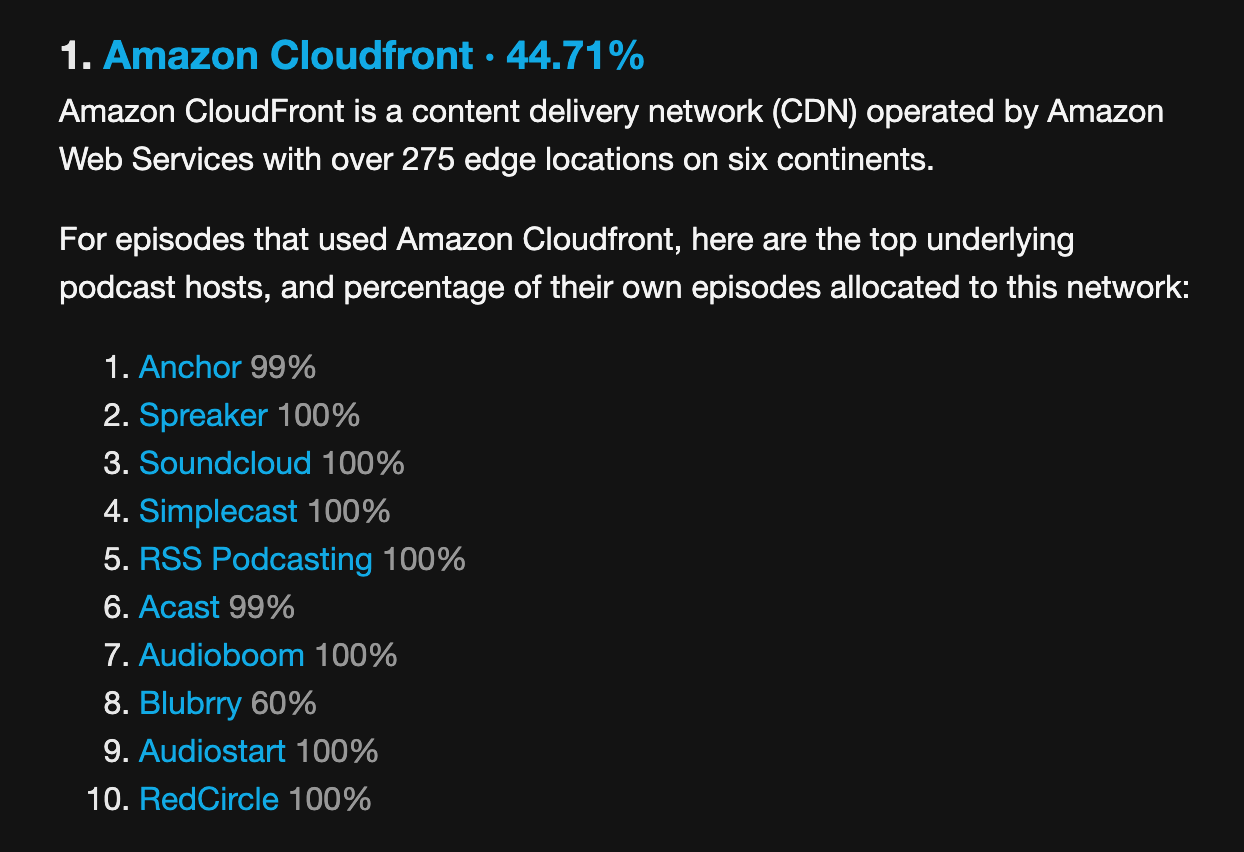 1. Amazon Cloudfront · 44.71%
Amazon CloudFront is a content delivery network (CDN) operated by Amazon
Web Services with over 275 edge locations on six continents.
For episodes that used Amazon Cloudfront, here are the top underlying
podcast hosts, and percentage of their own episodes allocated to this network:
1. Anchor 99%
2. Spreaker 100%
3. Soundcloud 100%
4. Simplecast 100%
5. RSS Podcasting 100%
6. Acast 99%
7. Audioboom 100%
8. Blubrry 60%
9. Audiostart 100%
10. RedCircle 100%